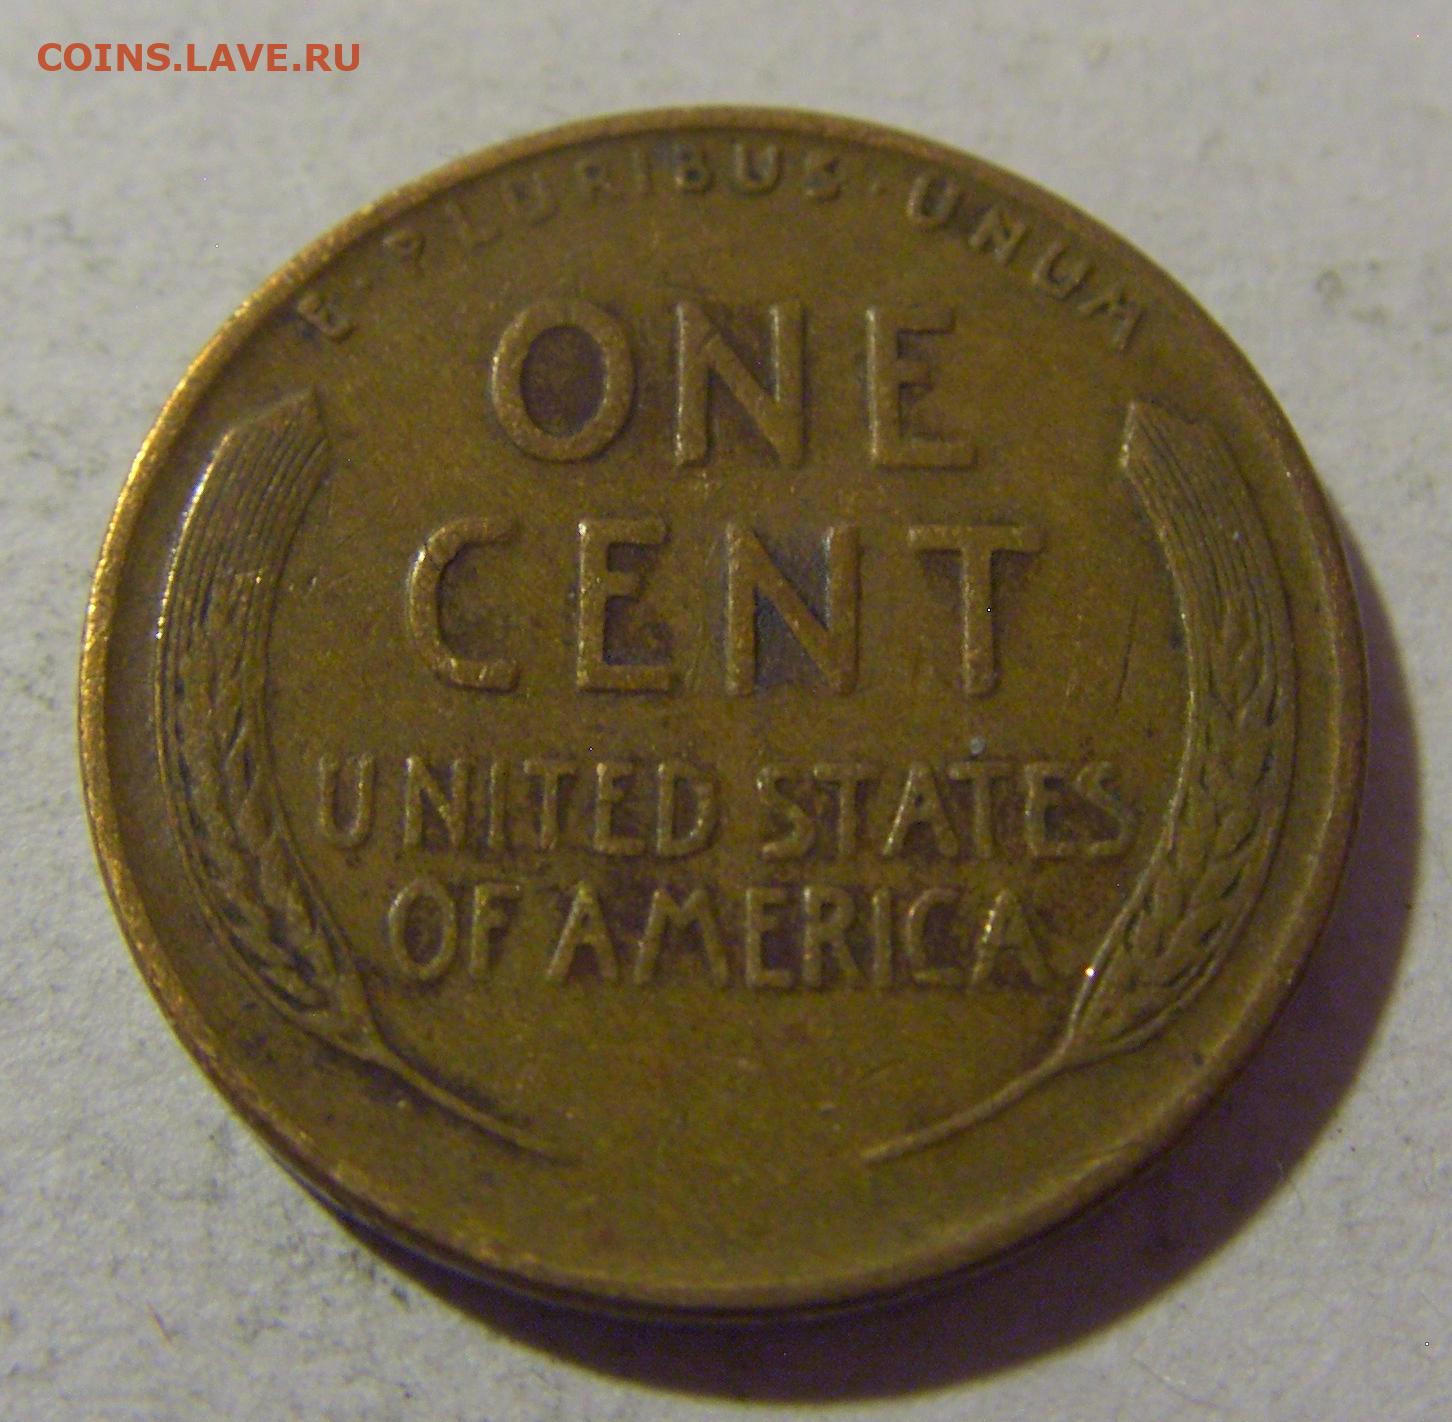 COINS.LAVE.RU
E·PLURIBUS·UNUM
ONE
CENT
UNITED STATES
OF AMERICA